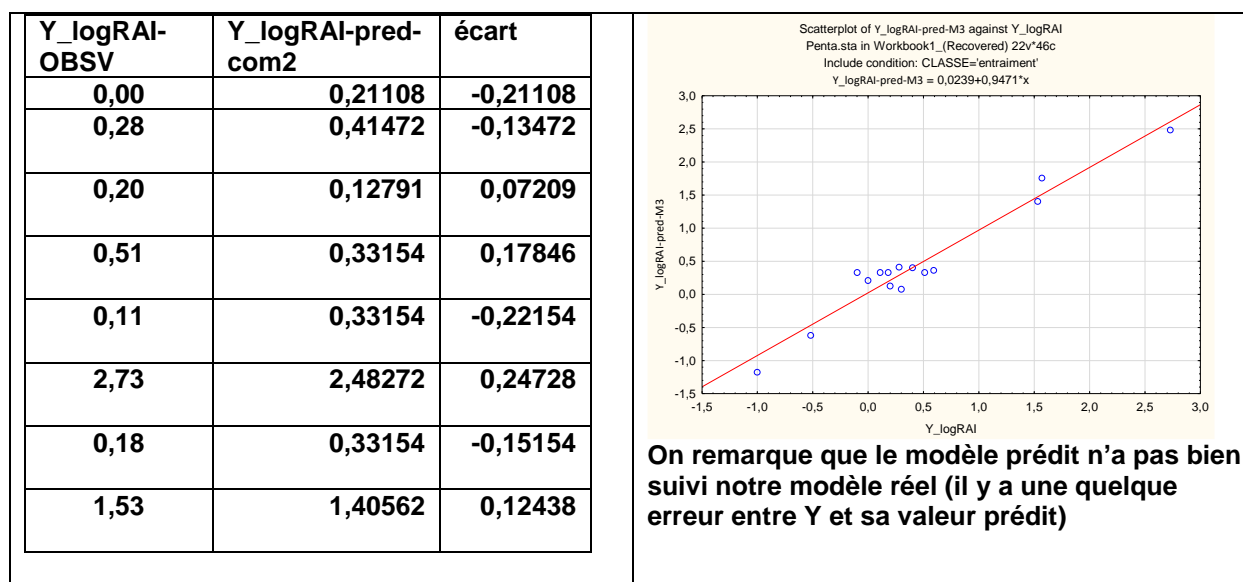 Y_logRAI- Y_logRAI-pred- écart
OBSV com2
0,00 0,21108 -0,21108
0,28 0,41472 -0,13472
0,20 0,12791 0,07209
0,51 0,33154 0,17846
0,11 0,33154 -0,22154
2,73 2,48272 0,24728
0,18 0,33154 -0,15154
1,53 1,40562 0,12438
Scatterplot of Y_logRAI-pred-M3 against Y_logRAI
Penta.sta in Workbook1_(Recovered) 22v*46c
Include condition: CLASSE='entraiment'
Y_logRAI-pred-M3 = 0,0239+0,9471*x
3,0
2,5
2,0
1,5
1,0
0,5
0,0
-0,5
-1,0
-1,5
Y_logRAI-pred-M3
-1,5 -1,0 -0,5 0,0 0,5 1,0 1,5 2,0 2,5 3,0
Y_logRAI
On remarque que le modèle prédit n’a pas bien
suivi notre modèle réel (il y a une quelque
erreur entre Y et sa valeur prédit)